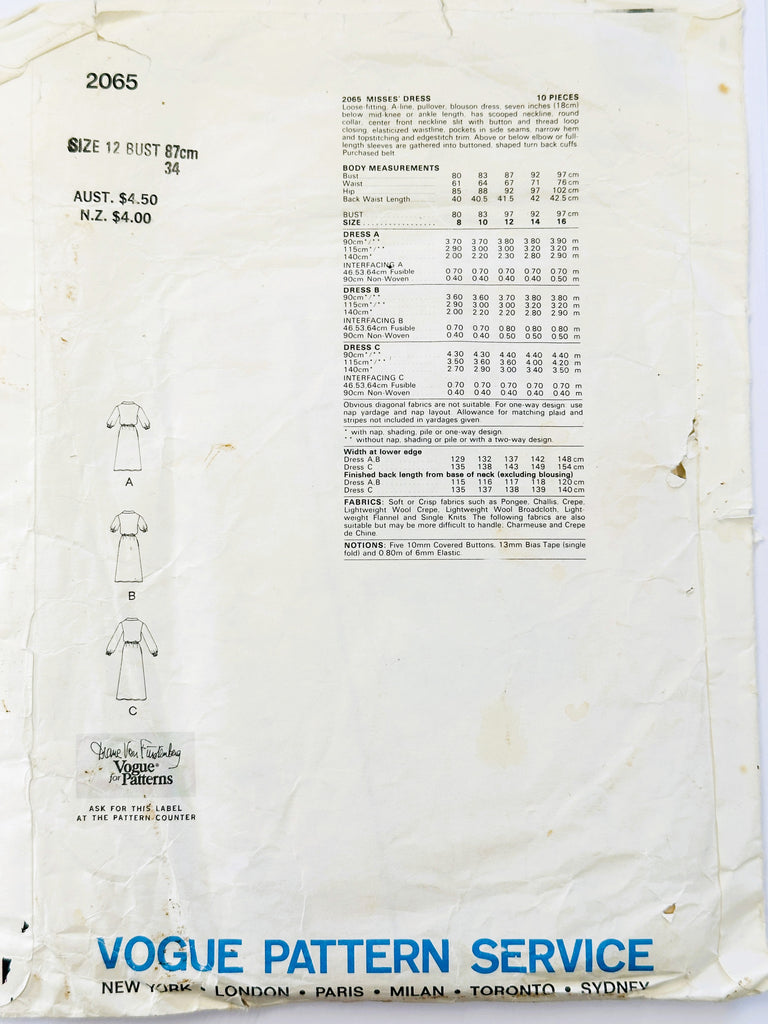 2065
SIZE 12 BUST 87cm
34
AUST. $4.50
N.Z. $4.00
2065 MISSES' DRESS 10 PIECES
Loose-fitting, A-line, pullover, blouson dress, seven inches (18cm)
below mid-knee or ankle length, has scooped neckline, round
collar, center front neckline slit with button and thread loop
closing, elasticized waistline, pockets in side seams, narrow hem
and topstitching and edgestitch trim. Above or below elbow or full-
length sleeves are gathered into buttoned, shaped turn back cuffs.
Purchased belt.
BODY MEASUREMENTS
Bust 80 83 87 92 97 cm
Waist 61 64 67 71 76 cm
Hip 85 88 92 97 102 cm
Back Waist Length 40 40.5 41.5 42 42.5 cm
BUST 80 83 97 92 97 cm
SIZE 8 10 12 14 16
DRESS A
90cm*/** 3.70 3.70 3.80 3.80 3.90 m
115cm*/** 2.90 3.00 3.00 3.20 3.20 m
140cm* 2.00 2.20 2.30 2.80 2.90 m
INTERFACING A
46,53,64cm Fusible 0.70 0.70 0.70 0.70 0.70 m
90cm Non-Woven 0.40 0.40 0.40 0.40 0.50 m
DRESS B
90cm*/** 3.60 3.60 3.70 3.80 3.80 m
115cm*/** 2.90 3.00 3.00 3.20 3.20 m
140cm* 2.00 2.20 2.20 2.80 2.90 m
INTERFACING B
46,53,64cm Fusible 0.70 0.70 0.80 0.80 0.80 m
90cm Non-Woven 0.40 0.40 0.50 0.50 0.50 m
DRESS C
90cm*/** 4.30 4.30 4.40 4.40 4.40 m
115cm*/** 3.50 3.60 3.60 4.00 4.20 m
140cm* 2.70 2.90 3.00 3.40 3.50 m
INTERFACING C
46,53,64cm Fusible 0.70 0.70 0.70 0.70 0.70 m
90cm Non-Woven 0.40 0.40 0.40 0.40 0.40 m
Obvious diagonal fabrics are not suitable. For one-way design: use
nap yardage and nap layout. Allowance for matching plaid and
stripes not included in yardages given.
* with nap, shading, pile or one-way design.
** without nap, shading or pile or with a two-way design.
Width at lower edge
Dress A,B 129 132 137 142 148 cm
Dress C 135 138 143 149 154 cm
Finished back length from base of neck (excluding blousing)
Dress A,B 115 116 117 118 120 cm
Dress C 135 137 138 139 140 cm
FABRICS: Soft or Crisp fabrics such as Pongee, Challis, Crepe,
Lightweight Wool Crepe, Lightweight Wool Broadcloth, Light-
weight Flannel and Single Knits. The following fabrics are also
suitable but may be more difficult to handle: Charmeuse and Crepe
de Chine.
NOTIONS: Five 10mm Covered Buttons, 13mm Bias Tape (single
fold) and 0.80m of 6mm Elastic.
A
B
C
Diane Von Furstenberg
Vogue®
for Patterns
ASK FOR THIS LABEL
AT THE PATTERN COUNTER
VOGUE PATTERN SERVICE
NEW YORK • LONDON • PARIS • MILAN • TORONTO • SYDNEY